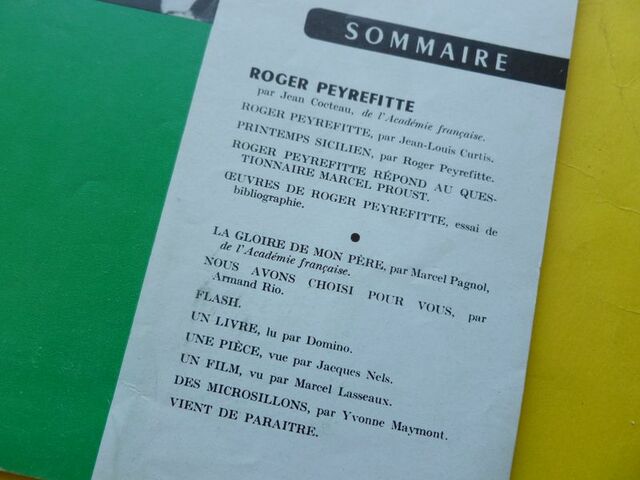 SOMMAIRE
ROGER PEYREFITTE
par Jean Cocteau, de l'Académie française.
ROGER PEYREFITTE, par Jean-Louis Curtis.
PRINTEMPS SICILIEN, par Roger Peyrefitte.
ROGER PEYREFITTE RÉPOND AU QUES-
TIONNAIRE MARCEL PROUST.
ŒUVRES DE ROGER PEYREFITTE, essai de
bibliographie.
●
LA GLOIRE DE MON PÈRE, par Marcel Pagnol,
de l'Académie française.
NOUS AVONS CHOISI POUR VOUS, par
Armand Rio.
FLASH.
UN LIVRE, lu par Domino.
UNE PIÈCE, vue par Jacques Nels.
UN FILM, vu par Marcel Lasseaux.
DES MICROSILLONS, par Yvonne Maymont.
VIENT DE PARAITRE.